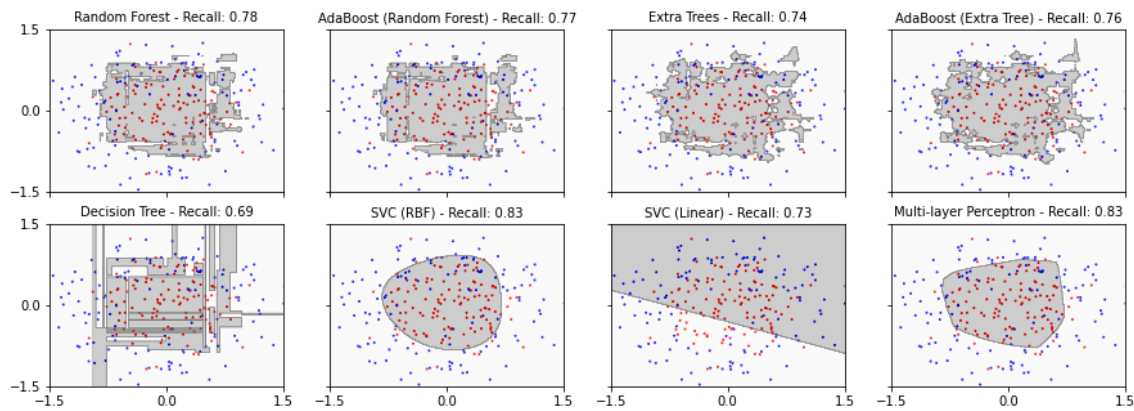 Random Forest - Recall: 0.78
AdaBoost (Random Forest) - Recall: 0.77
Extra Trees - Recall: 0.74
AdaBoost (Extra Tree) - Recall: 0.76
1.5
0.0
−1.5
Decision Tree - Recall: 0.69
SVC (RBF) - Recall: 0.83
SVC (Linear) - Recall: 0.73
Multi-layer Perceptron - Recall: 0.83
1.5
0.0
−1.5
−1.5 0.0 1.5 −1.5 0.0 1.5 −1.5 0.0 1.5 −1.5 0.0 1.5